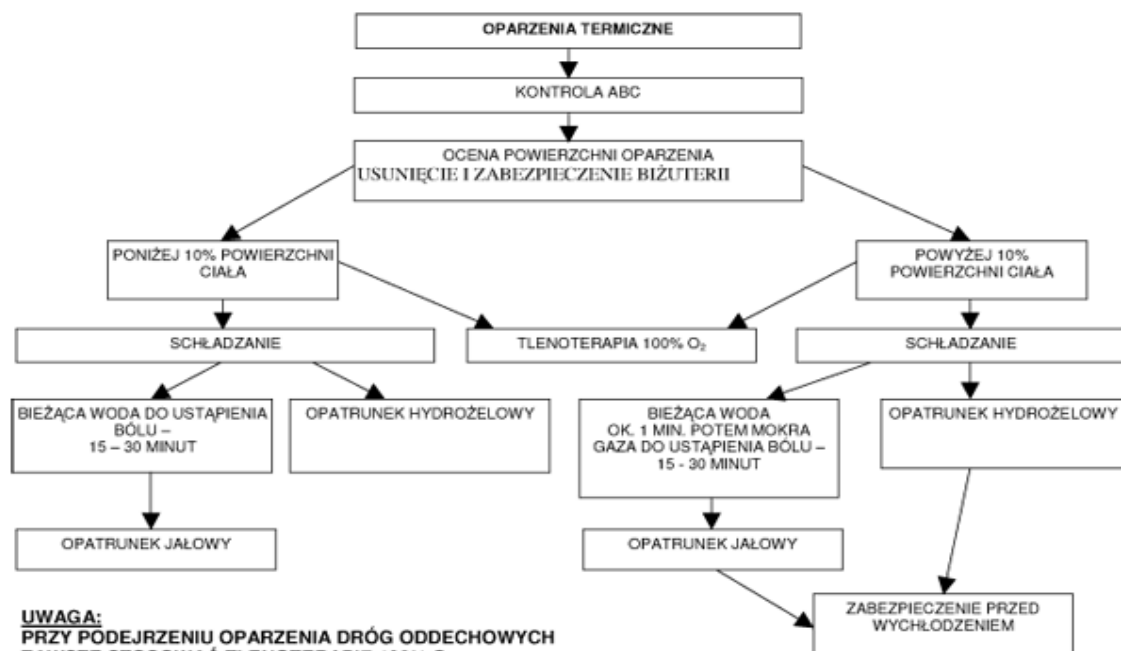 OPARZENIA TERMICZNE
KONTROLA ABC
OCENA POWIERZCHNI OPARZENIA
USUNIĘCIE I ZABEZPIECZENIE BIŻUTERII
PONIŻEJ 10% POWIERZCHNI
CIAŁA
POWYŻEJ 10%
POWIERZCHNI CIAŁA
SCHŁADZANIE
TLENOTERAPIA 100% O₂
SCHŁADZANIE
BIEŻĄCA WODA DO USTĄPIENIA
BÓLU –
15 – 30 MINUT
OPATRUNEK HYDROŻELOWY
BIEŻĄCA WODA
OK. 1 MIN. POTEM MOKRA
GAZA DO USTĄPIENIA BÓLU –
15 - 30 MINUT
OPATRUNEK HYDROŻELOWY
OPATRUNEK JAŁOWY
OPATRUNEK JAŁOWY
ZABEZPIECZENIE PRZED
WYCHŁODZENIEM
UWAGA:
PRZY PODEJRZENIU OPARZENIA DRÓG ODDECHOWYCH